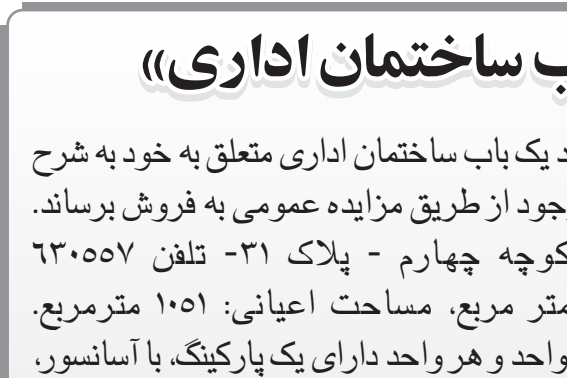 ساختمان اداری»
یک باب ساختمان اداری متعلق به خود به شرح
از طریق مزایده عمومی به فروش برساند.
کوچه چهارم - پلاک ۳۱- تلفن ۶۳۰۵۵۷
متر مربع، مساحت اعیانی: ۱۰۵۱ مترمربع.
واحد و هر واحد دارای یک پارکینگ، با آسانسور،